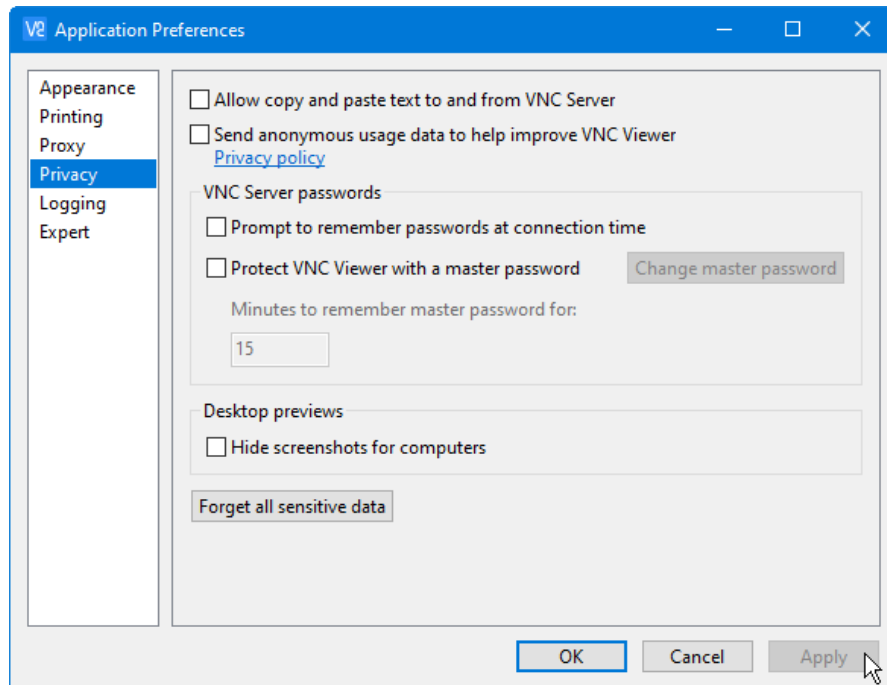 V2 Application Preferences
Appearance
Printing
Proxy
Privacy
Logging
Expert
Allow copy and paste text to and from VNC Server
Send anonymous usage data to help improve VNC Viewer
Privacy policy
VNC Server passwords
Prompt to remember passwords at connection time
Protect VNC Viewer with a master password
Change master password
Minutes to remember master password for:
15
Desktop previews
Hide screenshots for computers
Forget all sensitive data
OK
Cancel
Apply